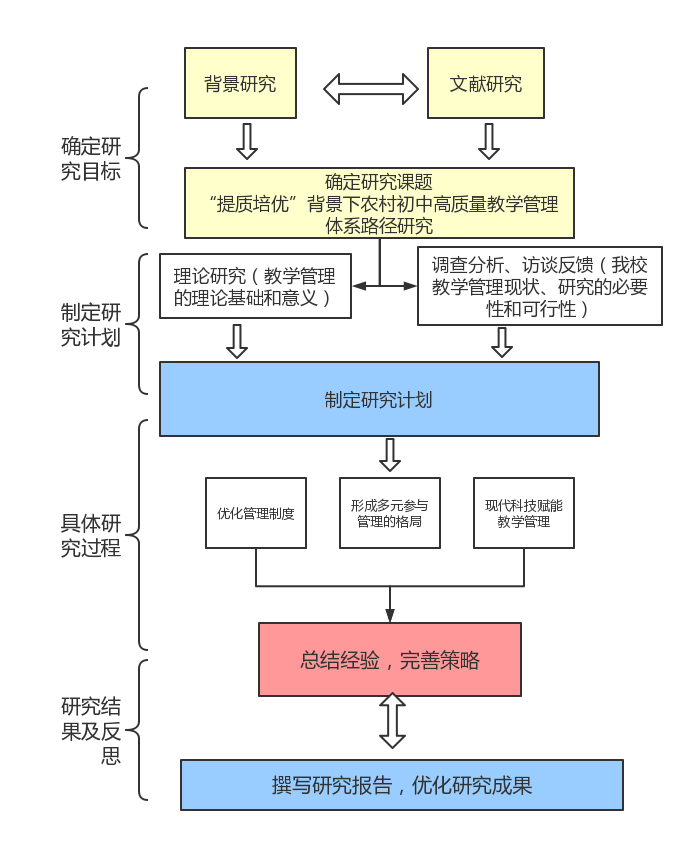 背景研究
文献研究
确定研
究目标
确定研究课题
“提质培优”背景下农村初中高质量教学管理
体系路径研究
制定研
究计划
理论研究（教学管理
的理论基础和意义）
调查分析、访谈反馈（我校
教学管理现状、研究的必要
性和可行性）
制定研究计划
具体研
究过程
优化管理制度
形成多元参与
管理的格局
现代科技赋能
教学管理
总结经验，完善策略
研究结
果及反
思
撰写研究报告，优化研究成果